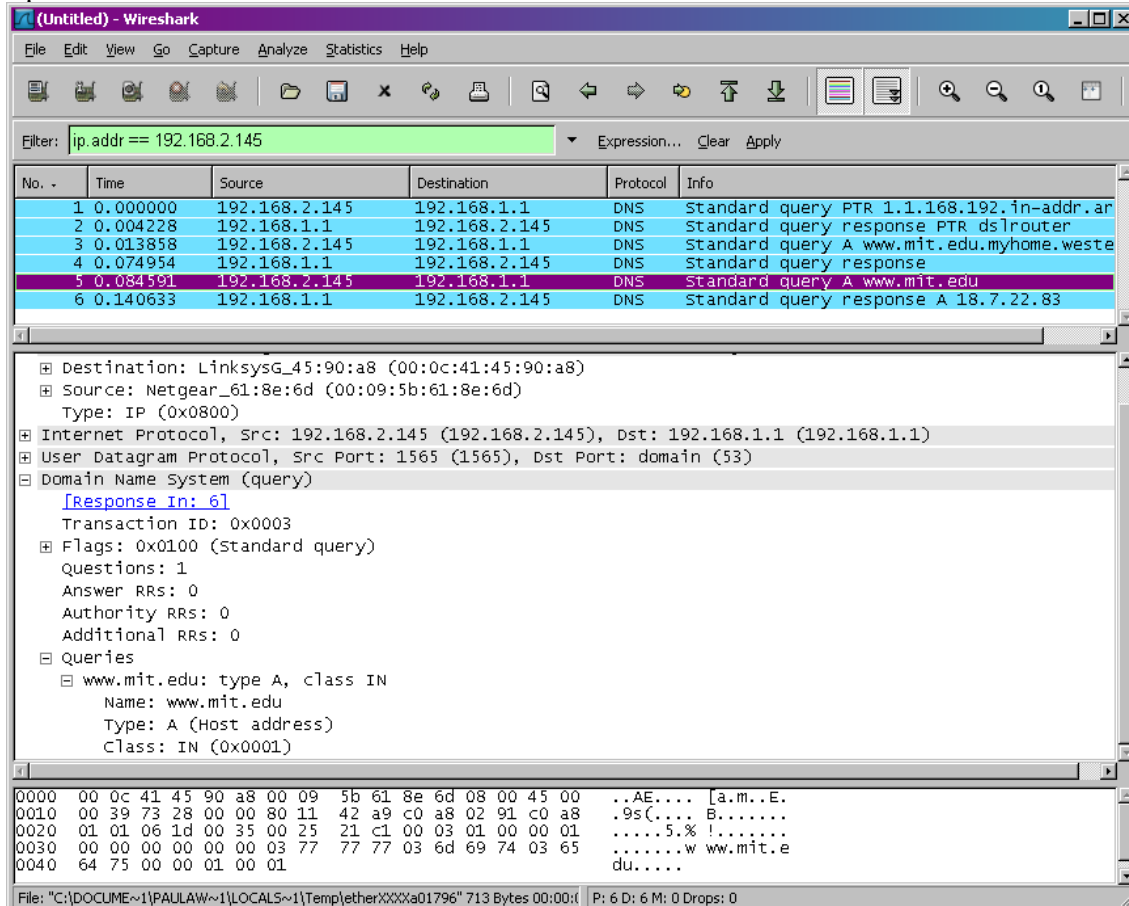 (Untitled) - Wireshark
File Edit View Go Capture Analyze Statistics Help
Filter: ip.addr == 192.168.2.145 Expression... Clear Apply
No. - Time Source Destination Protocol Info
1 0.000000 192.168.2.145 192.168.1.1 DNS Standard query PTR 1.1.168.192.in-addr.ar
2 0.004228 192.168.1.1 192.168.2.145 DNS Standard query response PTR dslrouter
3 0.013858 192.168.2.145 192.168.1.1 DNS Standard query A www.mit.edu.myhome.weste
4 0.074954 192.168.1.1 192.168.2.145 DNS Standard query response
5 0.084591 192.168.2.145 192.168.1.1 DNS Standard query A www.mit.edu
6 0.140633 192.168.1.1 192.168.2.145 DNS Standard query response A 18.7.22.83
Destination: LinksysG_45:90:a8 (00:0c:41:45:90:a8)
Source: Netgear_61:8e:6d (00:09:5b:61:8e:6d)
Type: IP (0x0800)
Internet Protocol, Src: 192.168.2.145 (192.168.2.145), Dst: 192.168.1.1 (192.168.1.1)
User Datagram Protocol, Src Port: 1565 (1565), Dst Port: domain (53)
Domain Name System (query)
[Response In: 6]
Transaction ID: 0x0003
Flags: 0x0100 (Standard query)
Questions: 1
Answer RRs: 0
Authority RRs: 0
Additional RRs: 0
Queries
www.mit.edu: type A, class IN
Name: www.mit.edu
Type: A (Host address)
Class: IN (0x0001)
0000 00 0c 41 45 90 a8 00 09 5b 61 8e 6d 08 00 45 00 ..AE.... [a.m..E.
0010 00 39 73 28 00 00 80 11 42 a9 c0 a8 02 91 c0 a8 .9s(.... B.......
0020 01 01 06 1d 00 35 00 25 21 c1 00 03 01 00 00 01 .....5.% !.......
0030 00 00 00 00 00 00 03 77 77 77 03 6d 69 74 03 65 .......w ww.mit.e
0040 64 75 00 00 01 00 01 du.....
File: "C:\DOCUME~1\PAULAW~1\LOCALS~1\Temp\etherXXXXa01796" 713 Bytes 00:00:( P: 6 D: 6 M: 0 Drops: 0